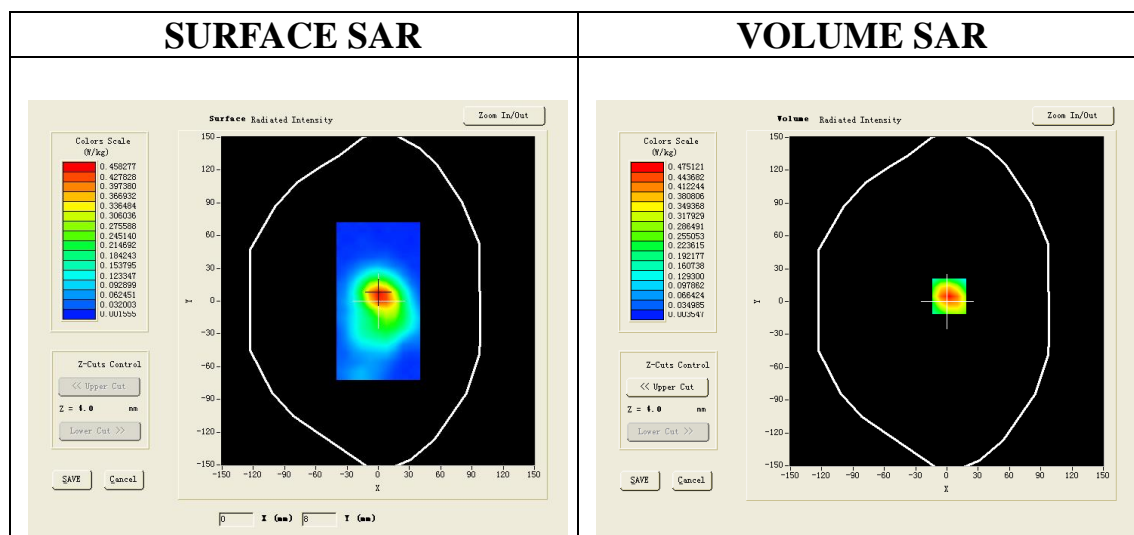 SURFACE SAR
VOLUME SAR
Surface Radiated Intensity
Zoom In/Out
Colors Scale
(W/kg)
0.458277
0.427828
0.397380
0.366932
0.336484
0.306036
0.275588
0.245140
0.214692
0.184243
0.153795
0.123347
0.092899
0.062451
0.032003
0.001555
150
120
90
60
30
0
-30
-60
-90
-120
-150
Y
-150 -120 -90 -60 -30 0 30 60 90 120 150
X
Z-Cuts Control
<< Upper Cut
Z = 4.0 mm
Lower Cut >>
SAVE Cancel
0 X (mm) 8 Y (mm)
Volume Radiated Intensity
Zoom In/Out
Colors Scale
(W/kg)
0.475121
0.443682
0.412244
0.380806
0.349368
0.317929
0.286491
0.255053
0.223615
0.192177
0.160738
0.129300
0.097862
0.066424
0.034985
0.003547
150
120
90
60
30
0
-30
-60
-90
-120
-150
Y
-150 -120 -90 -60 -30 0 30 60 90 120 150
X
Z-Cuts Control
<< Upper Cut
Z = 4.0 mm
Lower Cut >>
SAVE Cancel